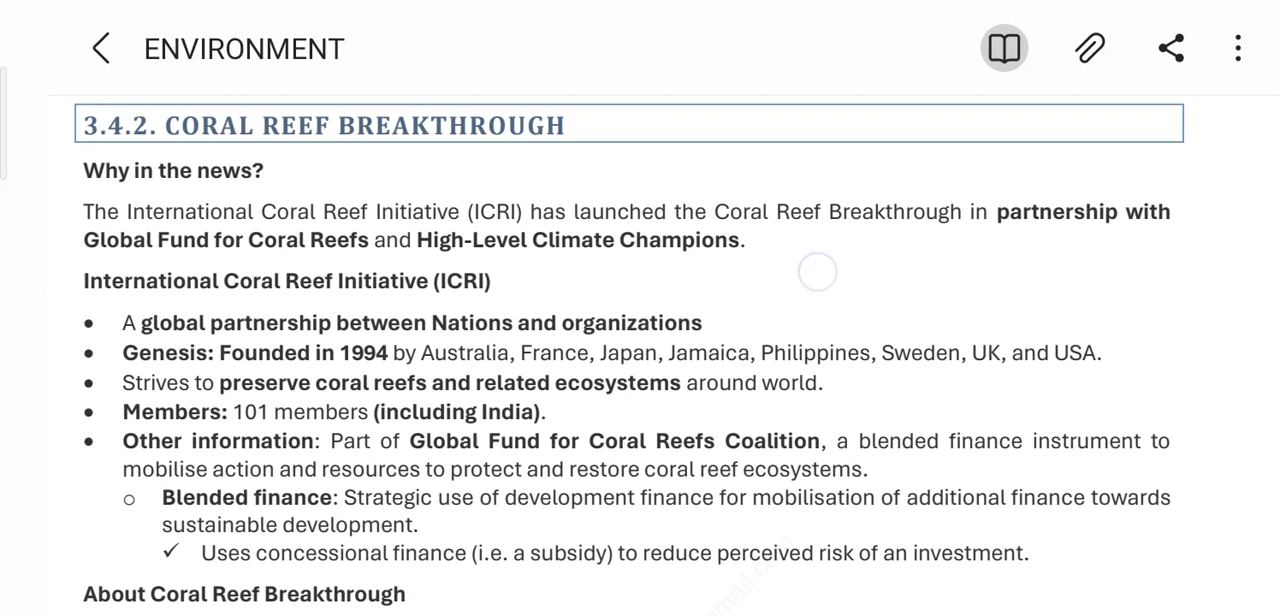 ENVIRONMENT
3.4.2. CORAL REEF BREAKTHROUGH
Why in the news?
The International Coral Reef Initiative (ICRI) has launched the Coral Reef Breakthrough in partnership with
Global Fund for Coral Reefs and High-Level Climate Champions.
International Coral Reef Initiative (ICRI)
• A global partnership between Nations and organizations
• Genesis: Founded in 1994 by Australia, France, Japan, Jamaica, Philippines, Sweden, UK, and USA.
• Strives to preserve coral reefs and related ecosystems around world.
• Members: 101 members (including India).
• Other information: Part of Global Fund for Coral Reefs Coalition, a blended finance instrument to
mobilise action and resources to protect and restore coral reef ecosystems.
o Blended finance: Strategic use of development finance for mobilisation of additional finance towards
sustainable development.
✓ Uses concessional finance (i.e. a subsidy) to reduce perceived risk of an investment.
About Coral Reef Breakthrough